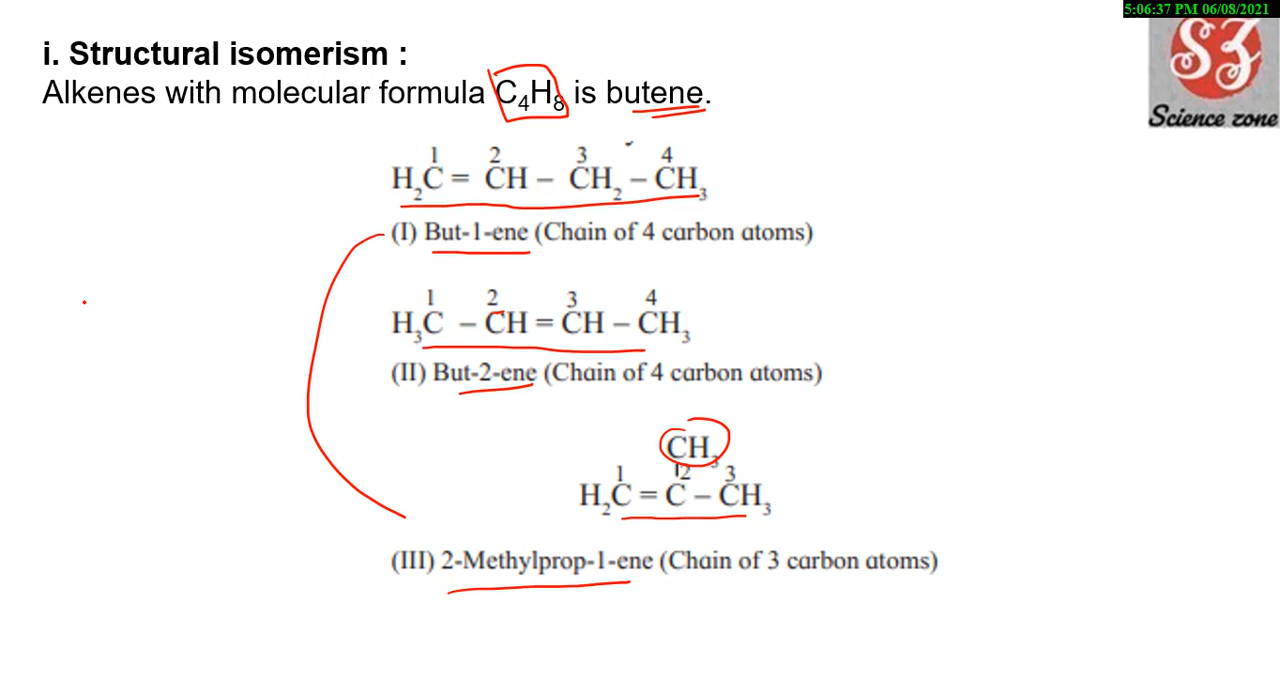 5:06:37 PM 06/08/2021
SZ
Science zone
i. Structural isomerism :
Alkenes with molecular formula C₄H₈ is butene.
1 2 3 4
H₂C = CH – CH₂ – CH₃
(I) But-1-ene (Chain of 4 carbon atoms)
1 2 3 4
H₃C – CH = CH – CH₃
(II) But-2-ene (Chain of 4 carbon atoms)
CH₃
1 |2 3
H₂C = C – CH₃
(III) 2-Methylprop-1-ene (Chain of 3 carbon atoms)